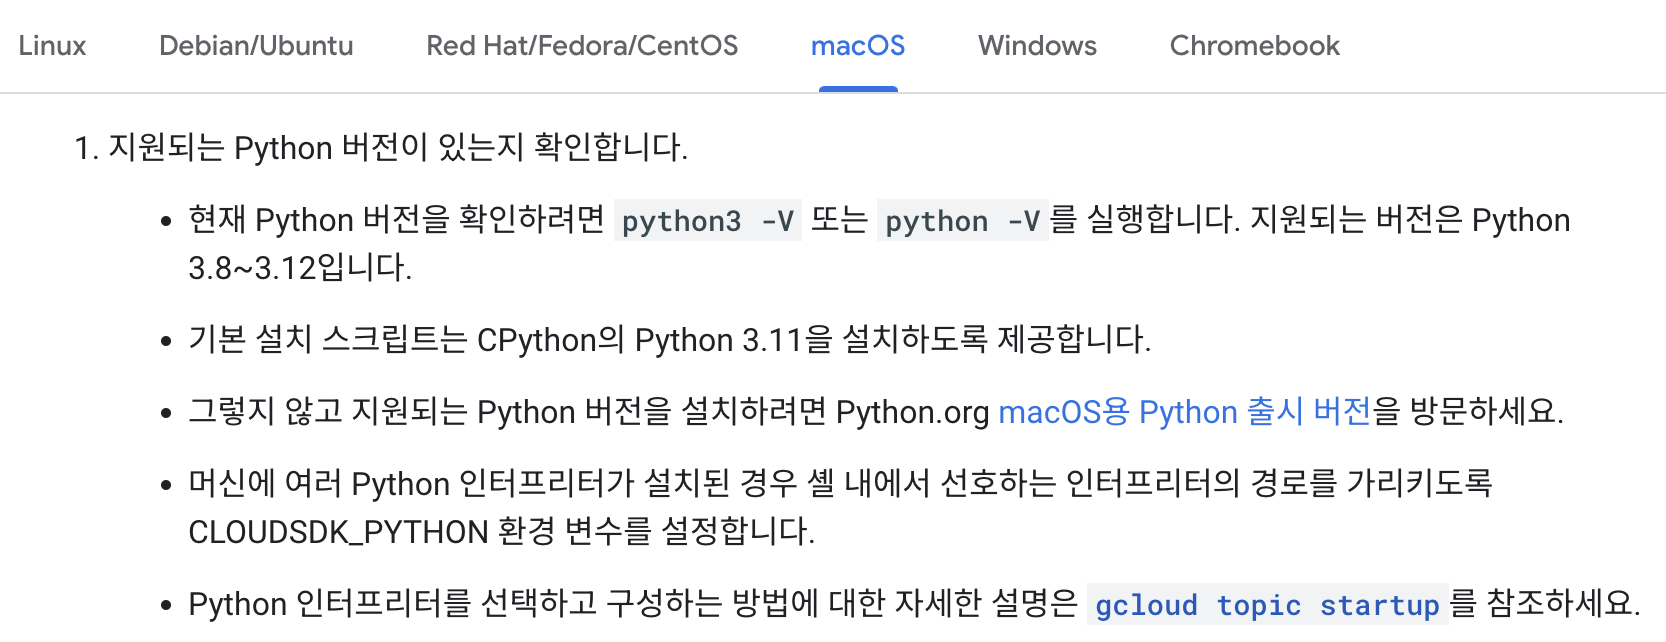 Linux Debian/Ubuntu Red Hat/Fedora/CentOS macOS Windows Chromebook
1. 지원되는 Python 버전이 있는지 확인합니다.
• 현재 Python 버전을 확인하려면 python3 -V 또는 python -V를 실행합니다. 지원되는 버전은 Python
3.8~3.12입니다.
• 기본 설치 스크립트는 CPython의 Python 3.11을 설치하도록 제공합니다.
• 그렇지 않고 지원되는 Python 버전을 설치하려면 Python.org macOS용 Python 출시 버전을 방문하세요.
• 머신에 여러 Python 인터프리터가 설치된 경우 셸 내에서 선호하는 인터프리터의 경로를 가리키도록
CLOUDSDK_PYTHON 환경 변수를 설정합니다.
• Python 인터프리터를 선택하고 구성하는 방법에 대한 자세한 설명은 gcloud topic startup를 참조하세요.